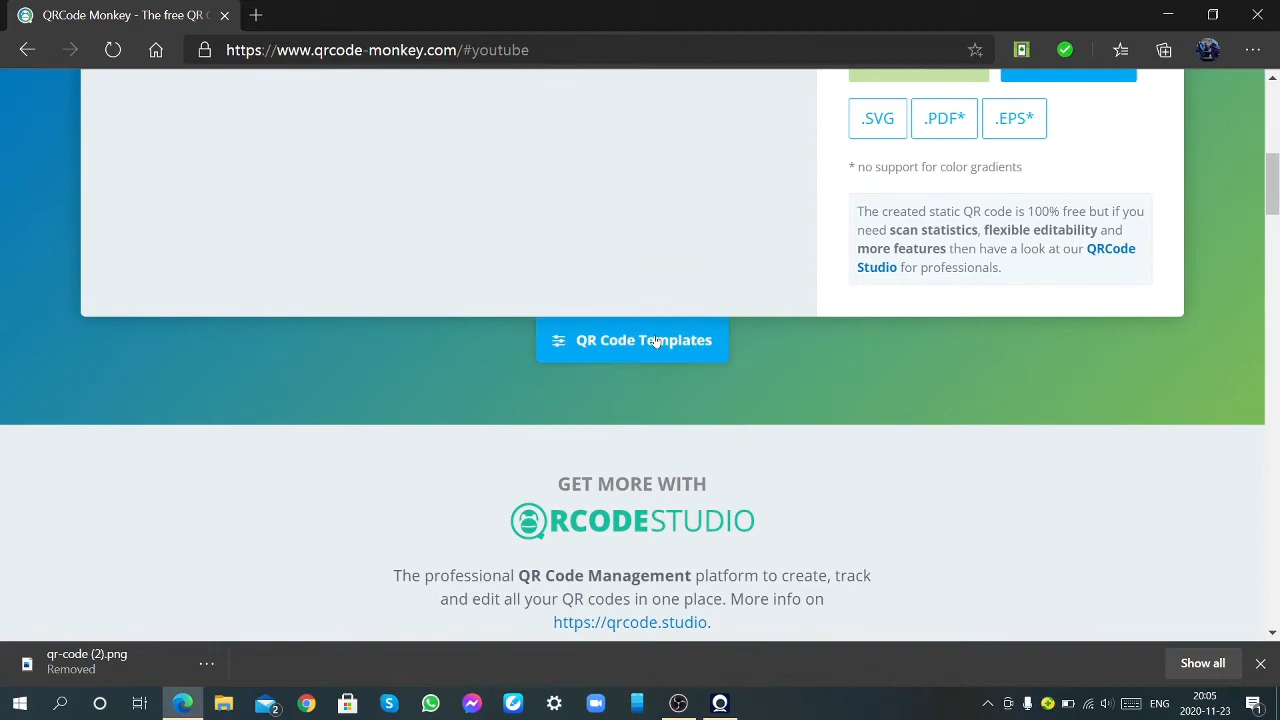 QRCode Monkey - The free QR C
https://www.qrcode-monkey.com/#youtube
.SVG
.PDF*
.EPS*
* no support for color gradients
The created static QR code is 100% free but if you
need scan statistics, flexible editability and
more features then have a look at our QRCode
Studio for professionals.
QR Code Templates
GET MORE WITH
QRCODESTUDIO
The professional QR Code Management platform to create, track
and edit all your QR codes in one place. More info on
https://qrcode.studio.
qr-code (2).png
Removed
Show all
2
ENG
20:05
2020-11-23